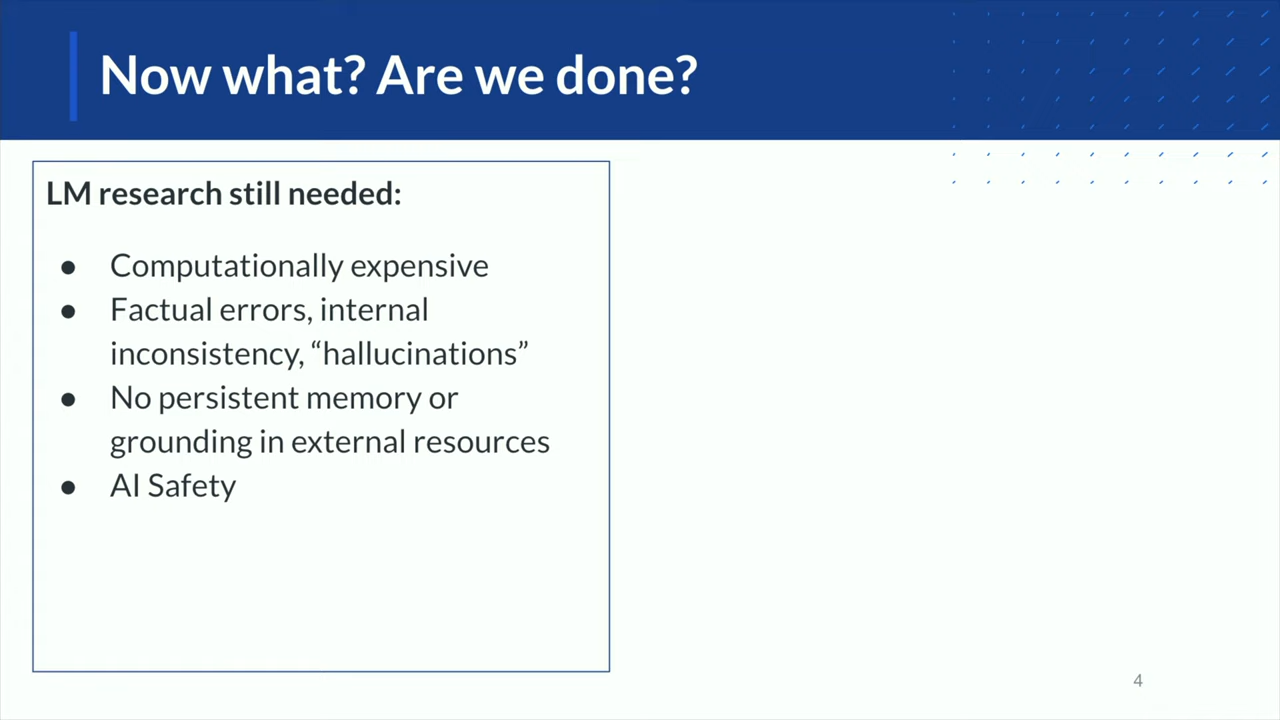 Now what? Are we done?
LM research still needed:
● Computationally expensive
● Factual errors, internal
inconsistency, “hallucinations”
● No persistent memory or
grounding in external resources
● AI Safety
4